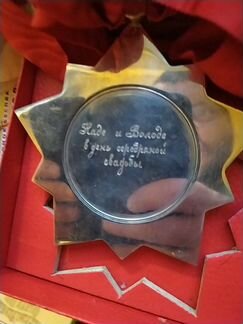 Наде и Володе
в день серебряной
свадьбы